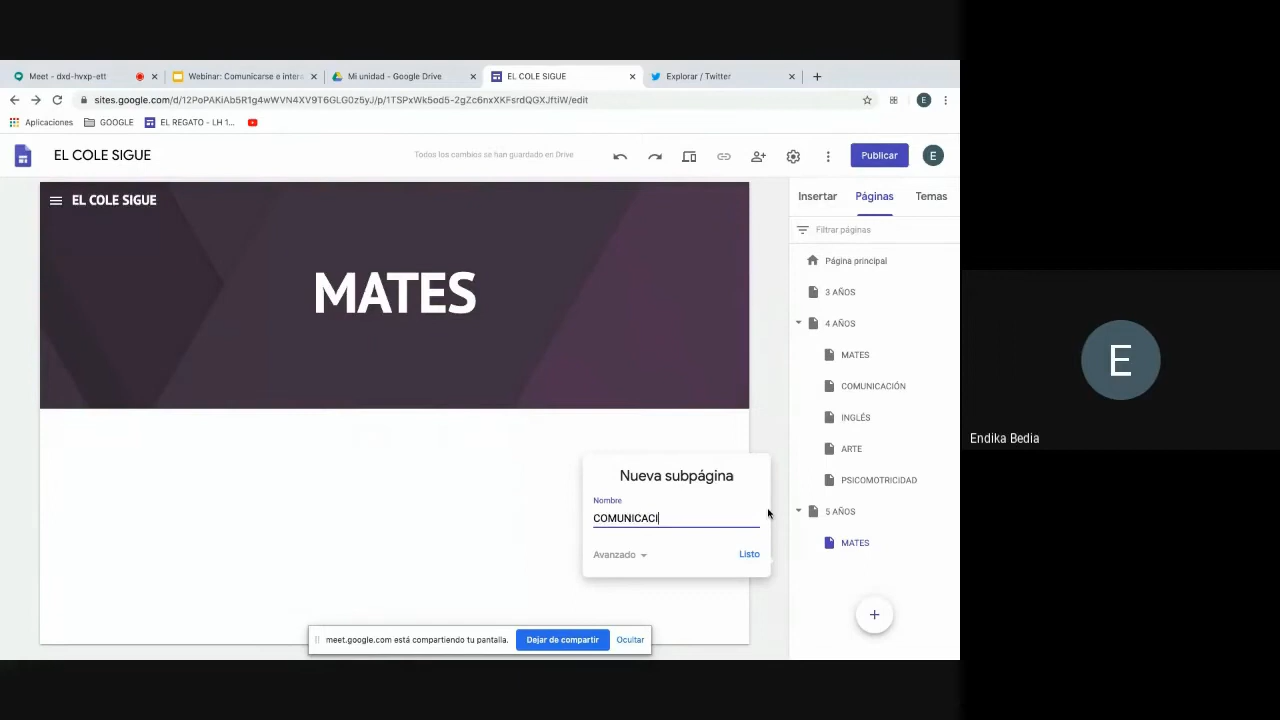 Meet - dxd-hvxp-ett
Webinar: Comunicarse e inter
Mi unidad - Google Drive
EL COLE SIGUE
Explorar / Twitter
sites.google.com/d/12PoPAKiAb5R1g4wWVN4XV9T6GLG0z5yJ/p/1TSPxWk5od5-2gZc6nxXKFsrdQGXJftiW/edit
Aplicaciones
GOOGLE
EL REGATO - LH 1...
EL COLE SIGUE
Todos los cambios se han guardado en Drive
Publicar
E
EL COLE SIGUE
MATES
Insertar
Páginas
Temas
Filtrar páginas
Página principal
3 AÑOS
4 AÑOS
MATES
COMUNICACIÓN
INGLÉS
ARTE
PSICOMOTRICIDAD
5 AÑOS
MATES
Nueva subpágina
Nombre
COMUNICACI
Avanzado
Listo
meet.google.com está compartiendo tu pantalla.
Dejar de compartir
Ocultar
E
Endika Bedia